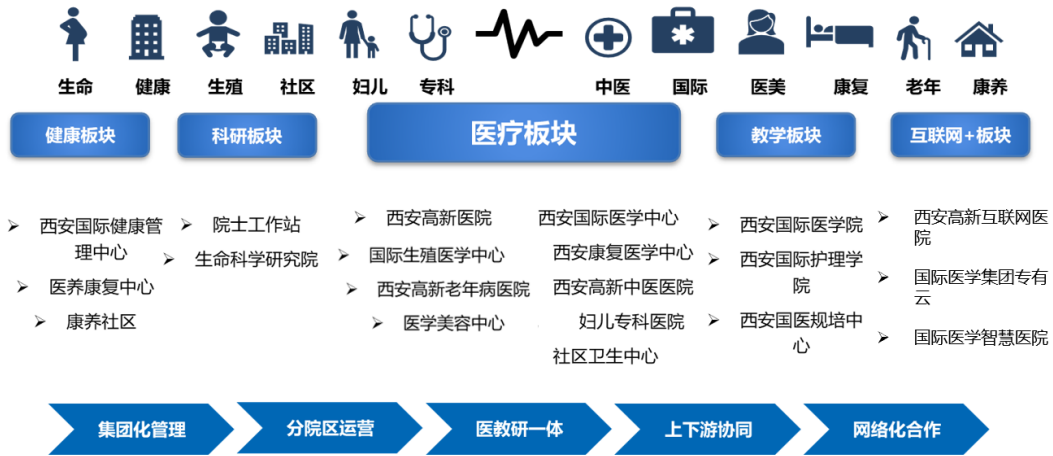 生命 健康 生殖 社区 妇儿 专科 中医 国际 医美 康复 老年 康养
健康板块 科研板块 医疗板块 教学板块 互联网+板块
西安国际健康管
理中心
医养康复中心
康养社区
院士工作站
生命科学研究院
西安高新医院
国际生殖医学中心
西安高新老年病医院
医学美容中心
西安国际医学中心
西安康复医学中心
西安高新中医医院
妇儿专科医院
社区卫生中心
西安国际医学院
西安国际护理学
院
西安国医规培中
心
西安高新互联网医
院
国际医学集团专有
云
国际医学智慧医院
集团化管理 分院区运营 医教研一体 上下游协同 网络化合作